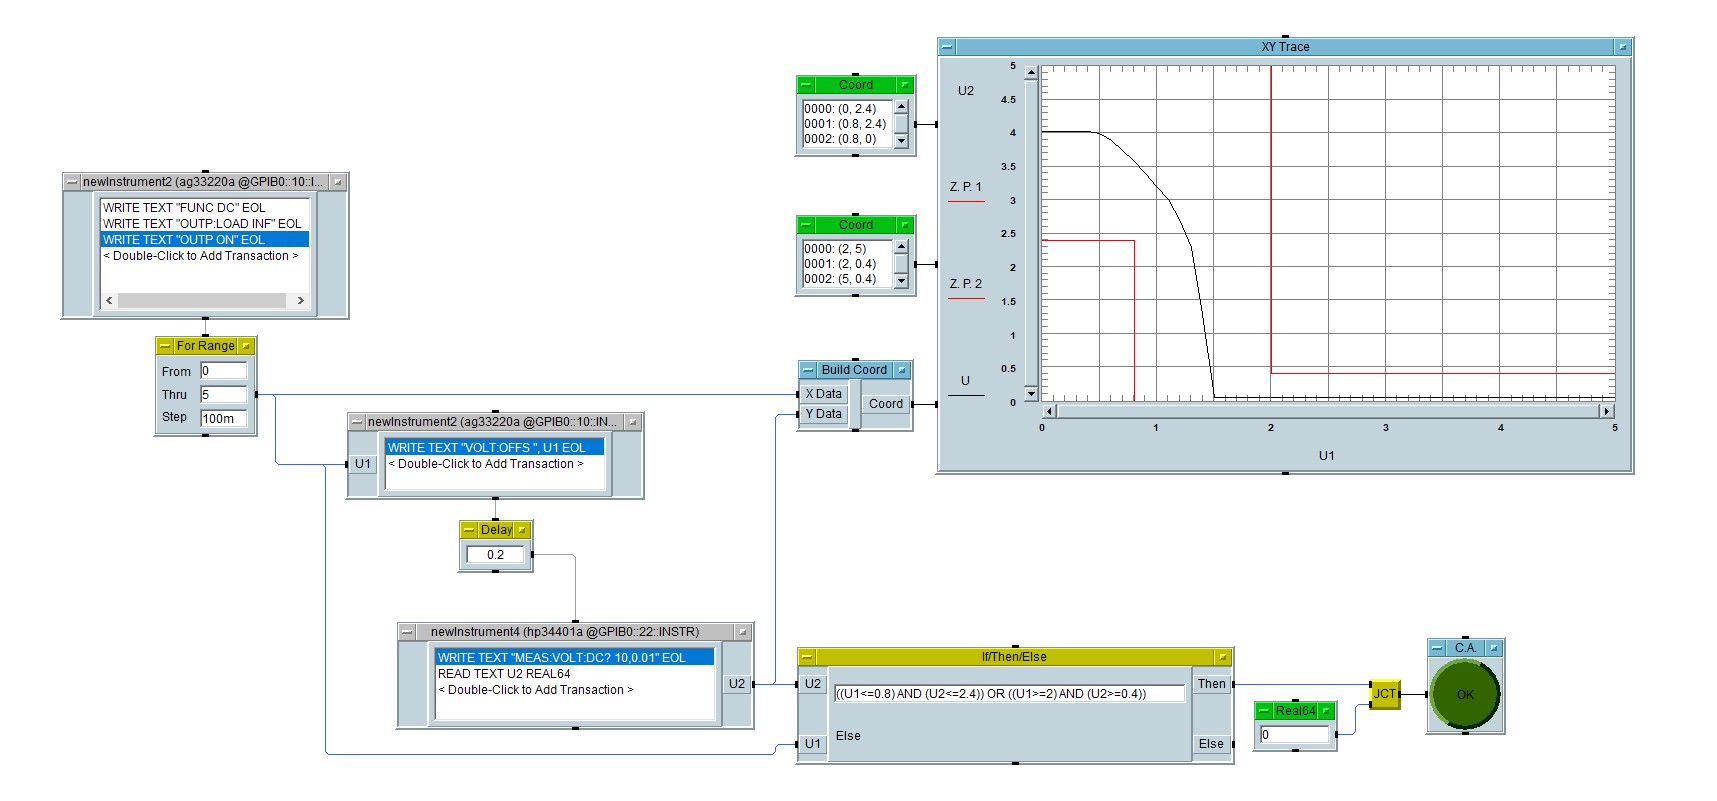 newInstrument2 (ag33220a @GPIB0::10::I...
WRITE TEXT "FUNC DC" EOL
WRITE TEXT "OUTP:LOAD INF" EOL
WRITE TEXT "OUTP ON" EOL
< Double-Click to Add Transaction >
For Range
From 0
Thru 5
Step 100m
newInstrument2 (ag33220a @GPIB0::10::IN...
U1
WRITE TEXT "VOLT:OFFS ", U1 EOL
< Double-Click to Add Transaction >
Delay
0.2
newInstrument4 (hp34401a @GPIB0::22::INSTR)
WRITE TEXT "MEAS:VOLT:DC? 10,0.01" EOL
READ TEXT U2 REAL64
< Double-Click to Add Transaction >
U2
Coord
0000: (0, 2.4)
0001: (0.8, 2.4)
0002: (0.8, 0)
Coord
0000: (2, 5)
0001: (2, 0.4)
0002: (5, 0.4)
Build Coord
X Data
Y Data
Coord
XY Trace
U2
Z. P. 1
Z. P. 2
U
5
4.5
4
3.5
3
2.5
2
1.5
1
0.5
0
0 1 2 3 4 5
U1
If/Then/Else
U2
U1
((U1<=0.8) AND (U2<=2.4)) OR ((U1>=2) AND (U2>=0.4))
Else
Then
Else
Real64
0
JCT
C.A.
OK